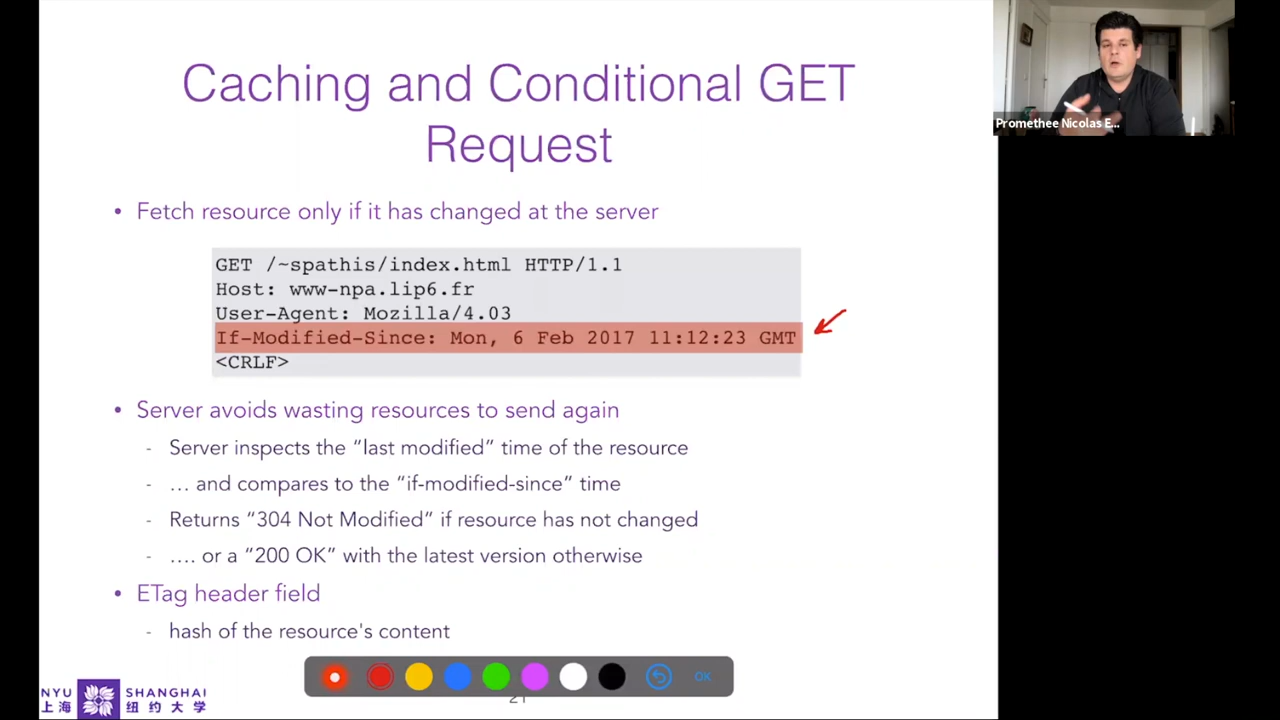 Caching and Conditional GET
Request
Promethee Nicolas E...
• Fetch resource only if it has changed at the server
GET /~spathis/index.html HTTP/1.1
Host: www-npa.lip6.fr
User-Agent: Mozilla/4.03
If-Modified-Since: Mon, 6 Feb 2017 11:12:23 GMT
<CRLF>
• Server avoids wasting resources to send again
- Server inspects the “last modified” time of the resource
- … and compares to the “if-modified-since” time
- Returns “304 Not Modified” if resource has not changed
- …. or a “200 OK” with the latest version otherwise
• ETag header field
- hash of the resource's content
OK
21
NYU SHANGHAI
上海 纽约大学